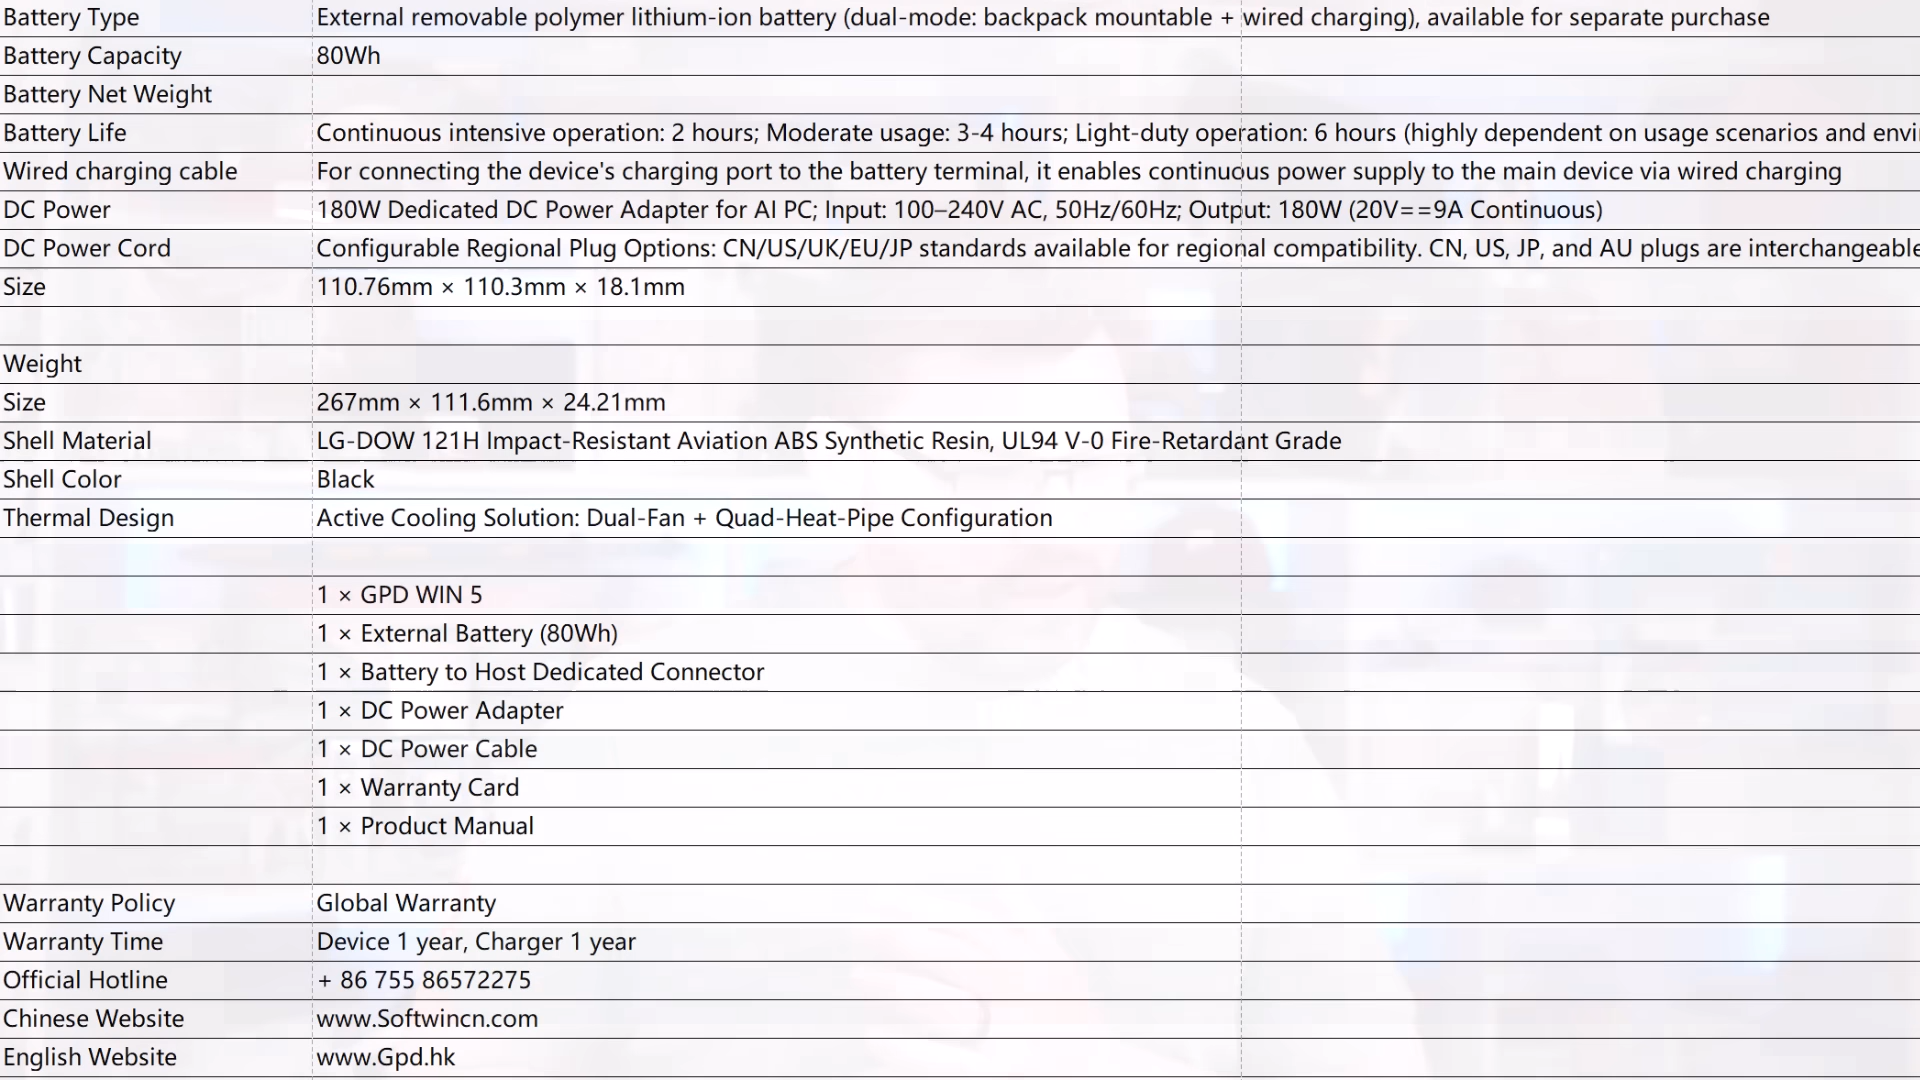 Battery Type External removable polymer lithium-ion battery (dual-mode: backpack mountable + wired charging), available for separate purchase
Battery Capacity 80Wh
Battery Net Weight
Battery Life Continuous intensive operation: 2 hours; Moderate usage: 3-4 hours; Light-duty operation: 6 hours (highly dependent on usage scenarios and
Wired charging cable For connecting the device's charging port to the battery terminal, it enables continuous power supply to the main device via wired charging
DC Power 180W Dedicated DC Power Adapter for AI PC; Input: 100–240V AC, 50Hz/60Hz; Output: 180W (20V==9A Continuous)
DC Power Cord Configurable Regional Plug Options: CN/US/UK/EU/JP standards available for regional compatibility. CN, US, JP, and AU plugs are interchangeable
Size 110.76mm × 110.3mm × 18.1mm
Weight
Size 267mm × 111.6mm × 24.21mm
Shell Material LG-DOW 121H Impact-Resistant Aviation ABS Synthetic Resin, UL94 V-0 Fire-Retardant Grade
Shell Color Black
Thermal Design Active Cooling Solution: Dual-Fan + Quad-Heat-Pipe Configuration
1 × GPD WIN 5
1 × External Battery (80Wh)
1 × Battery to Host Dedicated Connector
1 × DC Power Adapter
1 × DC Power Cable
1 × Warranty Card
1 × Product Manual
Warranty Policy Global Warranty
Warranty Time Device 1 year, Charger 1 year
Official Hotline + 86 755 86572275
Chinese Website www.Softwincn.com
English Website www.Gpd.hk